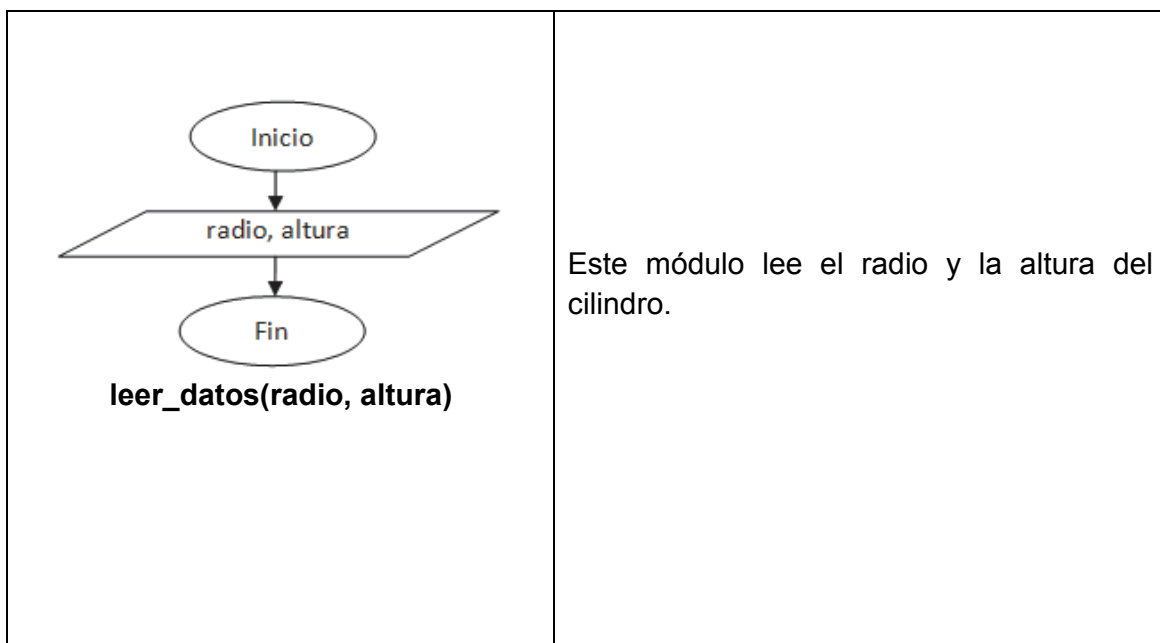 Inicio
radio, altura
Fin
leer_datos(radio, altura)
Este módulo lee el radio y la altura del
cilindro.